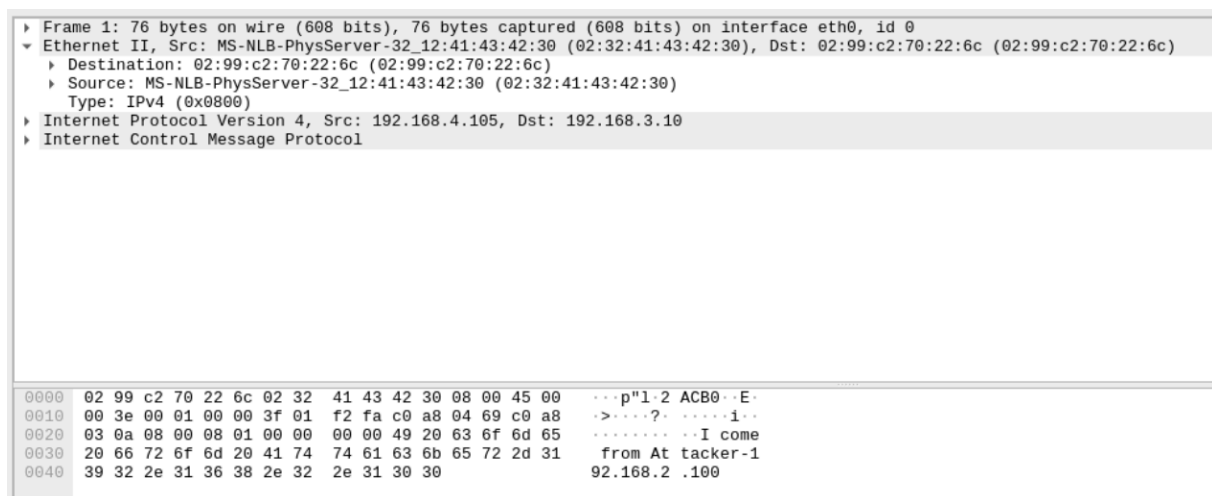 Frame 1: 76 bytes on wire (608 bits), 76 bytes captured (608 bits) on interface eth0, id 0
Ethernet II, Src: MS-NLB-PhysServer-32_12:41:43:42:30 (02:32:41:43:42:30), Dst: 02:99:c2:70:22:6c (02:99:c2:70:22:6c)
Destination: 02:99:c2:70:22:6c (02:99:c2:70:22:6c)
Source: MS-NLB-PhysServer-32_12:41:43:42:30 (02:32:41:43:42:30)
Type: IPv4 (0x0800)
Internet Protocol Version 4, Src: 192.168.4.105, Dst: 192.168.3.10
Internet Control Message Protocol
0000 02 99 c2 70 22 6c 02 32 41 43 42 30 08 00 45 00 ···p"l·2 ACB0··E·
0010 00 3e 00 01 00 00 3f 01 f2 fa c0 a8 04 69 c0 a8 ·>····?· ·····i··
0020 03 0a 08 00 08 01 00 00 00 00 49 20 63 6f 6d 65 ········ ··I come
0030 20 66 72 6f 6d 20 41 74 74 61 63 6b 65 72 2d 31 from At tacker-1
0040 39 32 2e 31 36 38 2e 32 2e 31 30 30 92.168.2 .100